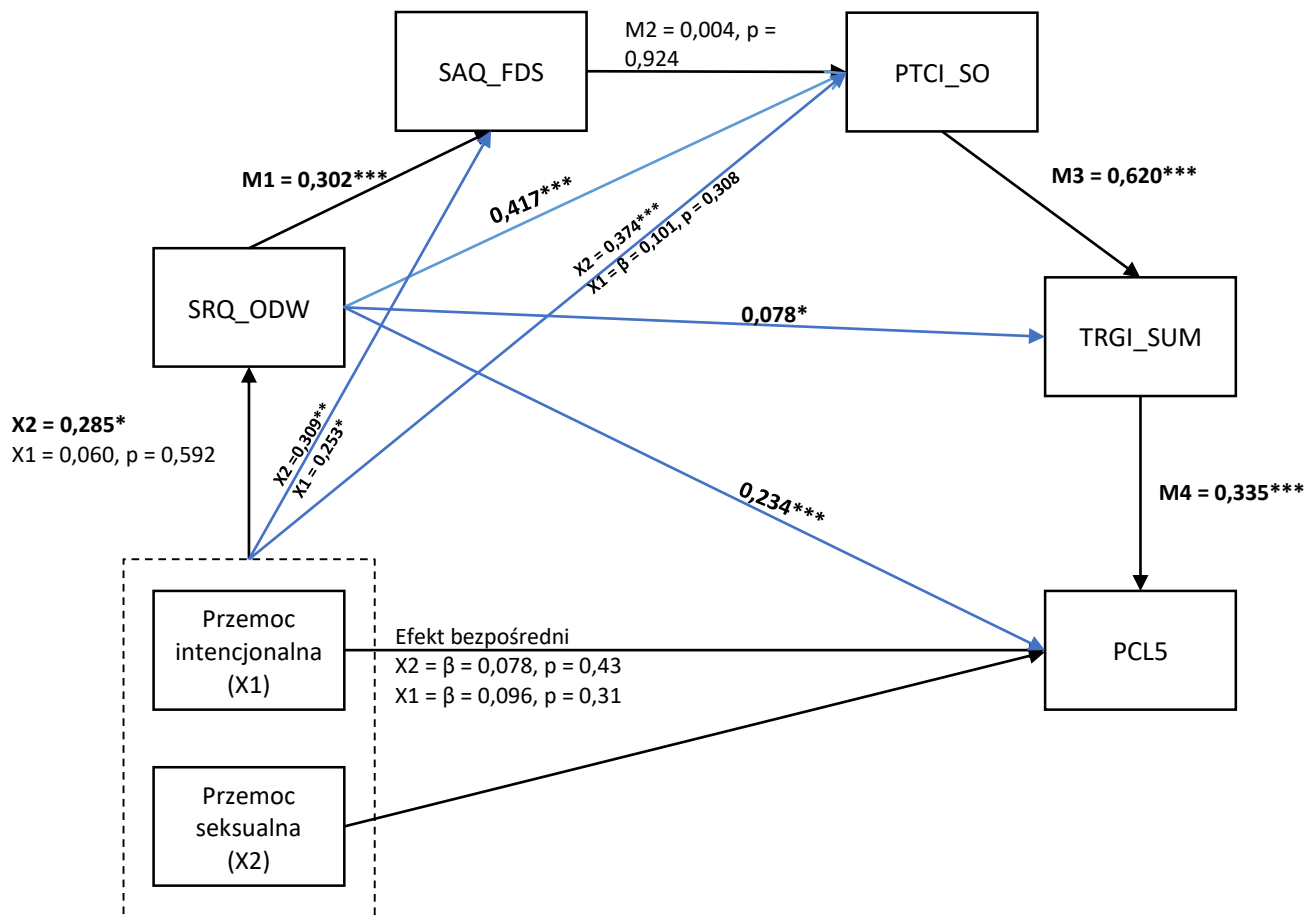 SAQ_FDS
M2 = 0,004, p =
0,924
PTCI_SO
M1 = 0,302***
0,417***
X2 = 0,374***
X1 = β = 0,101, p = 0,308
M3 = 0,620***
SRQ_ODW
0,078*
TRGI_SUM
X2 = 0,285*
X1 = 0,060, p = 0,592
X2 =0,309**
X1 = 0,253*
0,234***
M4 = 0,335***
Przemoc
intencjonalna
(X1)
Efekt bezpośredni
X2 = β = 0,078, p = 0,43
X1 = β = 0,096, p = 0,31
PCL5
Przemoc
seksualna
(X2)